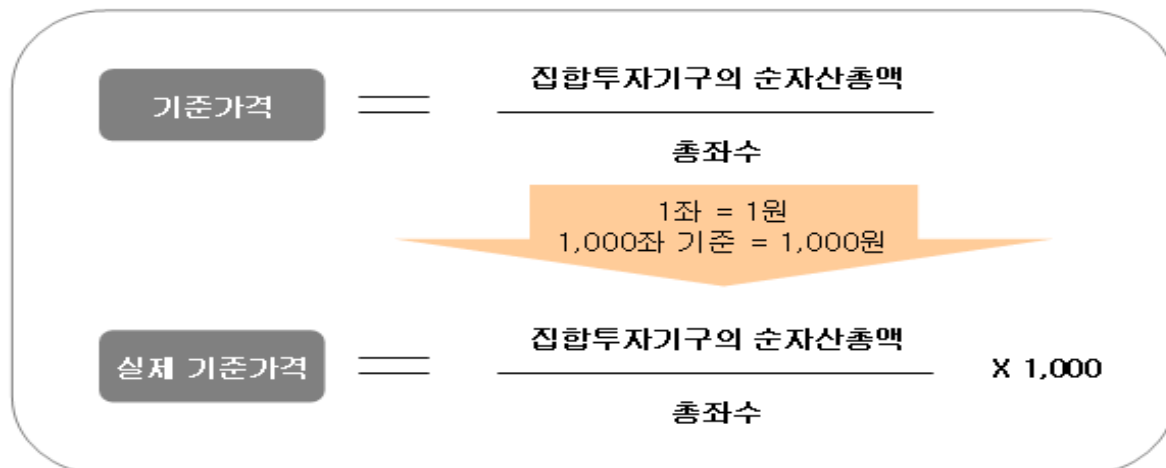 집합투자기구의 순자산총액
기준가격
총좌수
1좌 = 1원
1,000좌 기준 = 1,000원
집합투자기구의 순자산총액
실제 기준가격
X 1,000
총좌수